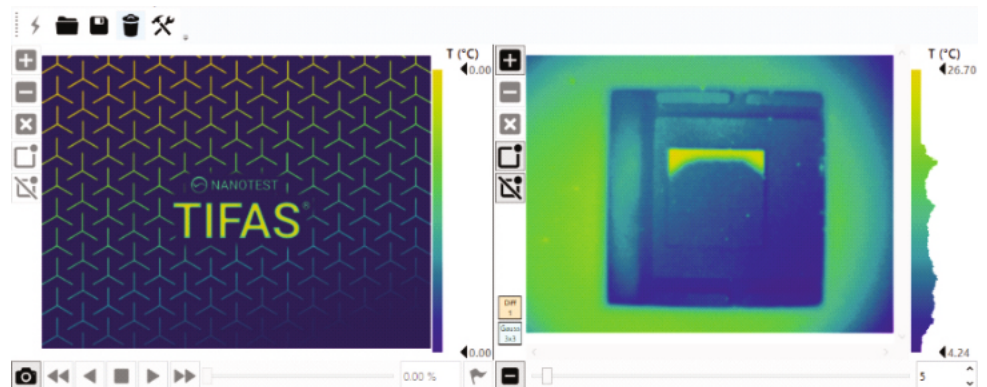 T (°C)
0.00
NANOTEST
TIFAS®
0.00
0.00 %
T (°C)
26.70
Diff
1
Gauss
3x3
4.24
5